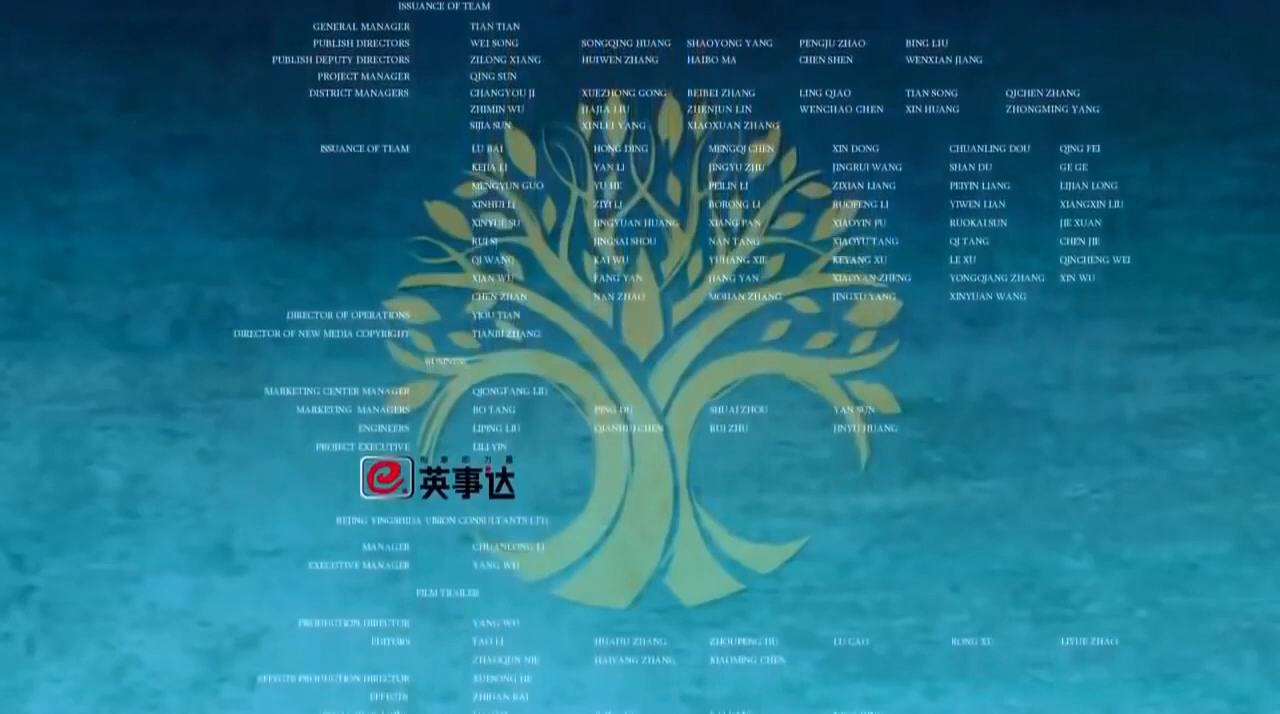 ISSUANCE OF TEAM
GENERAL MANAGER TIAN TIAN
PUBLISH DIRECTORS WEI SONG SONGQING HUANG SHAOYONG YANG PENGJU ZHAO BING LIU
PUBLISH DEPUTY DIRECTORS ZILONG XIANG HUIWEN ZHANG HAIBO MA CHEN SHEN WENXIAN JIANG
PROJECT MANAGER QING SUN
DISTRICT MANAGERS CHANGYOU JI XUEZHONG GONG BEIBEI ZHANG LING QIAO TIAN SONG QICHEN ZHANG
ZHIMIN WU JIAJIA LIU ZHENJUN LIN WENCHAO CHEN XIN HUANG ZHONGMING YANG
SIJIA SUN XINLEI YANG XIAOXUAN ZHANG
ISSUANCE OF TEAM LU BAI HONG DING MENGQI CHEN XIN DONG CHUANLING DOU QING FEI
KEJIA LI YAN LI JINGYU ZHU JINGRUI WANG SHAN DU GE GE
MENGYUN GUO YU HE PEILIN LI ZIXIAN LIANG PEIYIN LIANG LIJIAN LONG
XINHUI LI ZIYI LI BORONG LI RUOFENG LI YIWEN LIAN XIANGXIN LIU
XINYUE SU JINGYUAN HUANG XIANG PAN XIAOYIN PU RUOKAI SUN JIE XUAN
RUI SI JINGSAI SHOU NAN TANG XIAOYU TANG QI TANG CHEN JIE
QI WANG KAI WU YUHANG XIE KEYANG XU LE XU QINCHENG WEI
XIAN WU FANG YAN JIANG YAN XIAOYAN ZHENG YONGQIANG ZHANG XIN WU
CHEN ZHAN NAN ZHAO MOHAN ZHANG JINGXU YANG XINYUAN WANG
DIRECTOR OF OPERATIONS YIOU TIAN
DIRECTOR OF NEW MEDIA COPYRIGHT TIANBI ZHANG
MARKETING CENTER MANAGER QIONGFANG LIU
MARKETING MANAGERS BO TANG PING DU SHUAI ZHOU YAN SUN
ENGINEERS LIPING LIU QIANHUI CHEN RUI ZHU JINYU HUANG
PROJECT EXECUTIVE LILI YIN
英事达
BEIJING YINGSHIDA VISION CONSULTANTS LTD
MANAGER CHUANLONG LI
EXECUTIVE MANAGER YANG WU
FILM TRAILER
PRODUCTION DIRECTOR YANG WU
EDITORS TAO LI HUADU ZHANG ZHOUPENG LU GAO RONG XU LIYUE ZHAO
ZHAOQUN NIE HAIYANG ZHANG XIAOMING CHEN
EFFECTS PRODUCTION DIRECTOR
EFFECTS ZHIHAN BAI